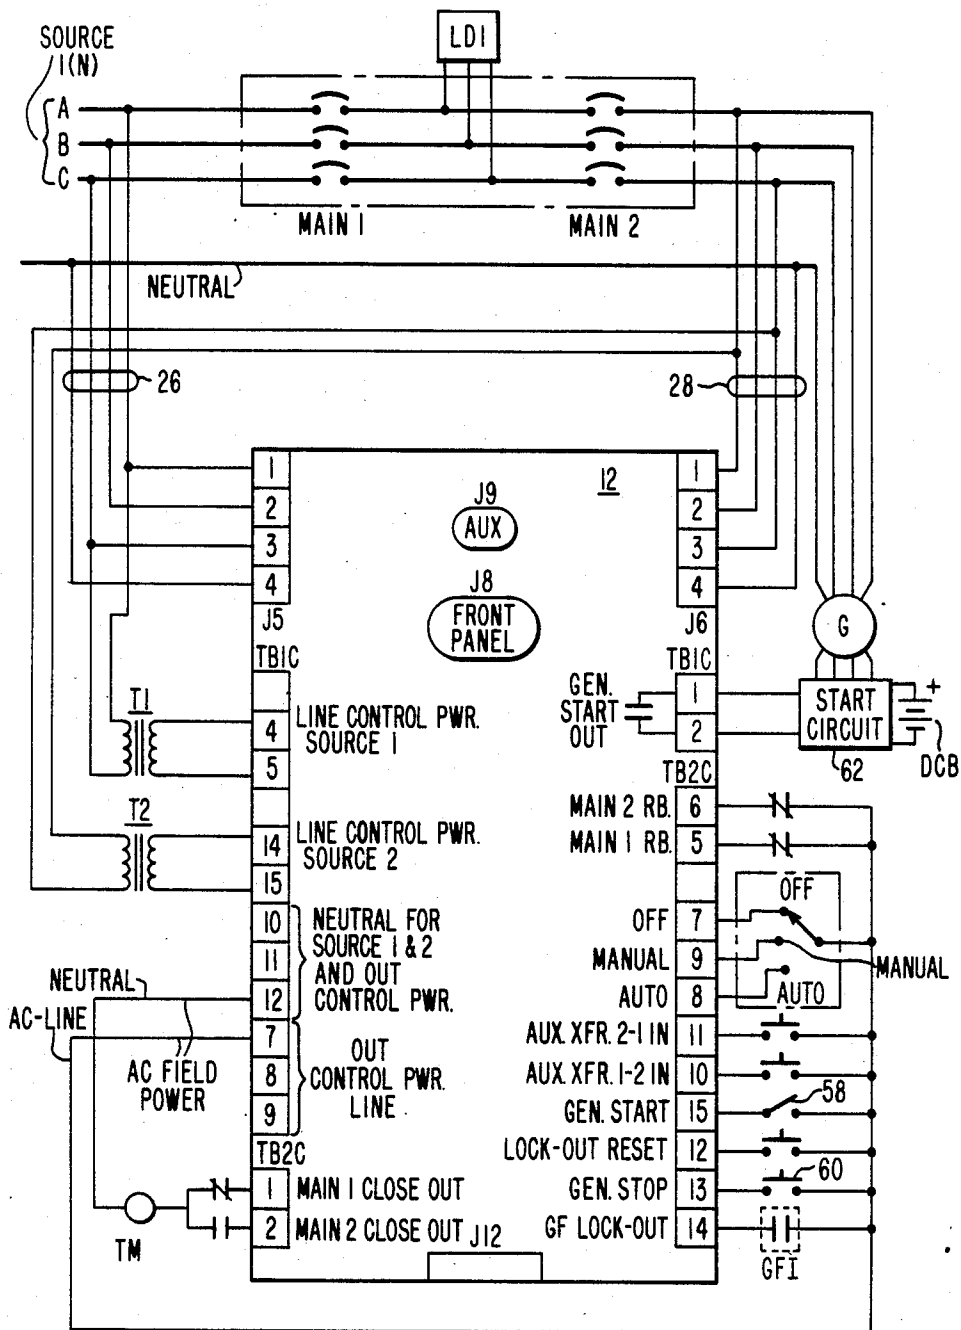 LD1
SOURCE
1(N)
A
B
C
MAIN 1
MAIN 2
NEUTRAL
26
28
1
2
3
4
J5
12
J9
AUX
J8
FRONT
PANEL
1
2
3
4
J6
G
TB1C
T1
4
5
LINE CONTROL PWR.
SOURCE 1
T2
14
15
LINE CONTROL PWR.
SOURCE 2
10
11
12
NEUTRAL FOR
SOURCE 1 & 2
AND OUT
CONTROL PWR.
NEUTRAL
AC-LINE
AC FIELD
POWER
7
8
9
OUT
CONTROL PWR.
LINE
TB2C
1
MAIN 1 CLOSE OUT
2
MAIN 2 CLOSE OUT
TM
J12
TB1C
GEN.
START
OUT
1
2
START
CIRCUIT
62
+
DCB
TB2C
MAIN 2 RB.
6
MAIN 1 RB.
5
OFF
OFF
7
MANUAL
9
MANUAL
AUTO
8
AUTO
AUX. XFR. 2-1 IN
11
AUX. XFR. 1-2 IN
10
GEN. START
15
58
LOCK-OUT RESET
12
GEN. STOP
13
60
GF LOCK-OUT
14
GFI